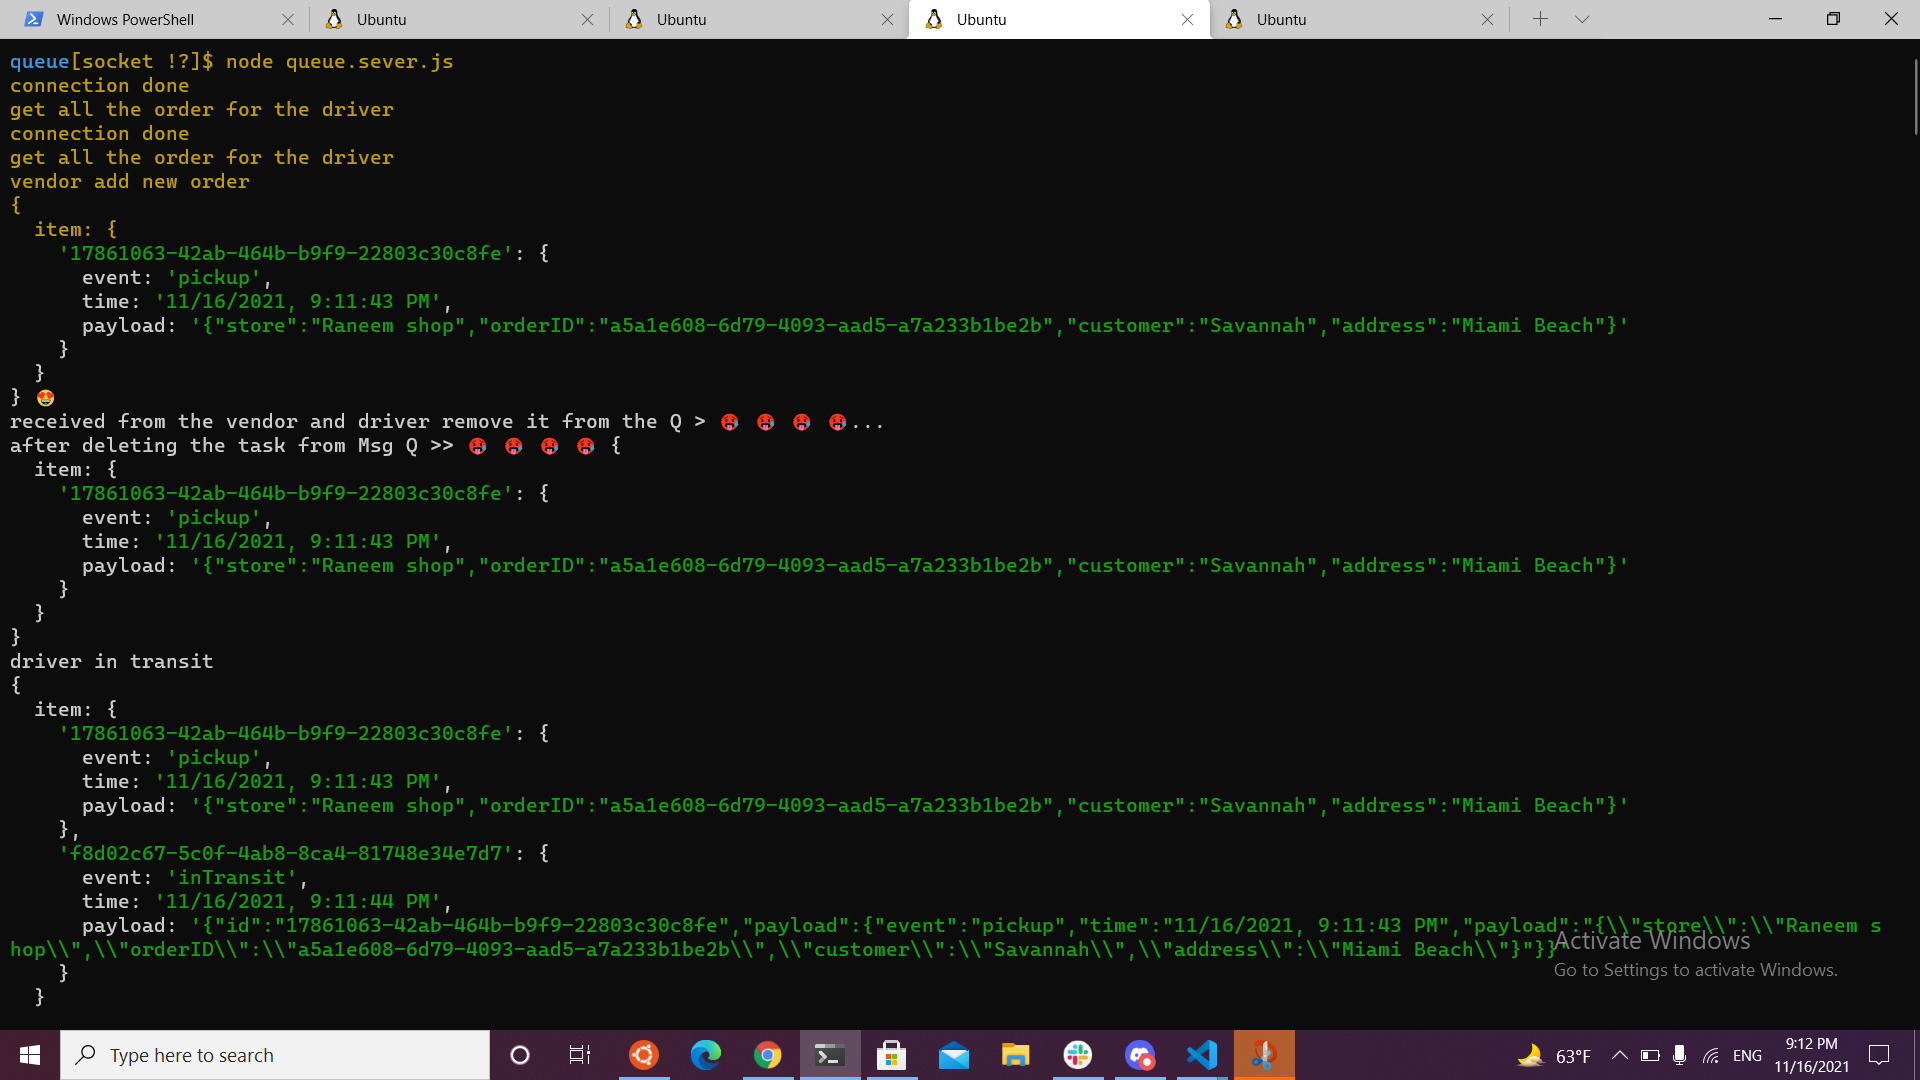 Windows PowerShell
Ubuntu
Ubuntu
Ubuntu
Ubuntu
queue[socket !?]$ node queue.sever.js
connection done
get all the order for the driver
connection done
get all the order for the driver
vendor add new order
{
  item: {
    '17861063-42ab-464b-b9f9-22803c30c8fe': {
      event: 'pickup',
      time: '11/16/2021, 9:11:43 PM',
      payload: '{"store":"Raneem shop","orderID":"a5a1e608-6d79-4093-aad5-a7a233b1be2b","customer":"Savannah","address":"Miami Beach"}'
    }
  }
} 🤩
received from the vendor and driver remove it from the Q > 🥵 🥵 🥵 🥵...
after deleting the task from Msg Q >> 🥵 🥵 🥵 🥵 {
  item: {
    '17861063-42ab-464b-b9f9-22803c30c8fe': {
      event: 'pickup',
      time: '11/16/2021, 9:11:43 PM',
      payload: '{"store":"Raneem shop","orderID":"a5a1e608-6d79-4093-aad5-a7a233b1be2b","customer":"Savannah","address":"Miami Beach"}'
    }
  }
}
driver in transit
{
  item: {
    '17861063-42ab-464b-b9f9-22803c30c8fe': {
      event: 'pickup',
      time: '11/16/2021, 9:11:43 PM',
      payload: '{"store":"Raneem shop","orderID":"a5a1e608-6d79-4093-aad5-a7a233b1be2b","customer":"Savannah","address":"Miami Beach"}'
    },
    'f8d02c67-5c0f-4ab8-8ca4-81748e34e7d7': {
      event: 'inTransit',
      time: '11/16/2021, 9:11:44 PM',
      payload: '{"id":"17861063-42ab-464b-b9f9-22803c30c8fe","payload":{"event":"pickup","time":"11/16/2021, 9:11:43 PM","payload":"{\\"store\\":\\"Raneem s
hop\\",\\"orderID\\":\\"a5a1e608-6d79-4093-aad5-a7a233b1be2b\\",\\"customer\\":\\"Savannah\\",\\"address\\":\\"Miami Beach\\"}"}}'
    }
  }
Activate Windows
Go to Settings to activate Windows.
Type here to search
63°F
ENG
9:12 PM
11/16/2021